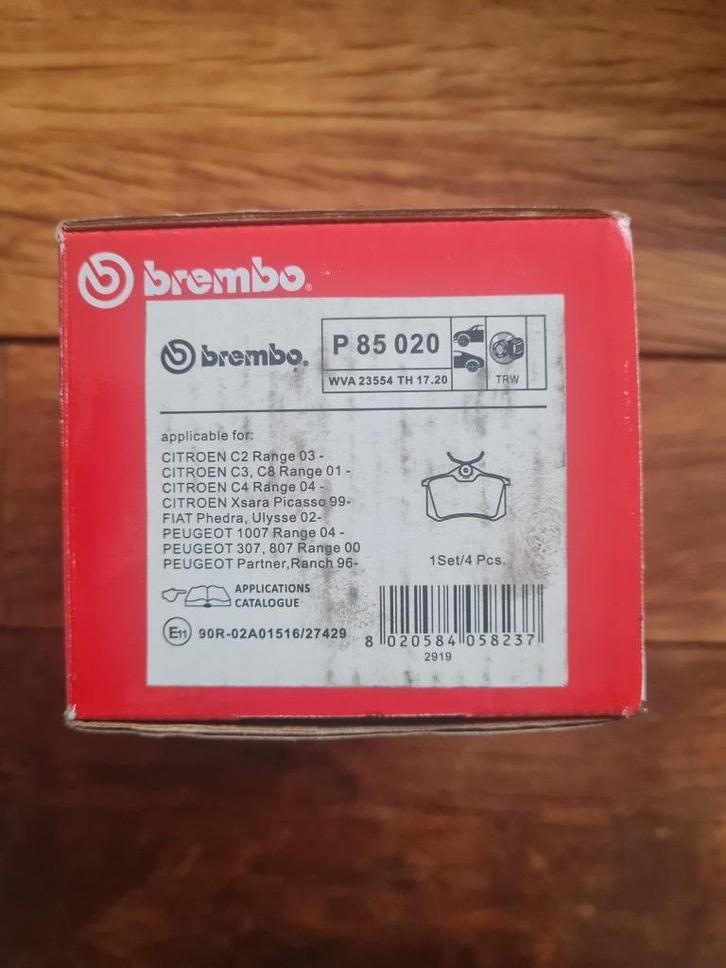 brembo®
brembo®
P 85 020
WVA 23554 TH 17.20
TRW
applicable for:
CITROEN C2 Range 03 -
CITROEN C3, C8 Range 01 -
CITROEN C4 Range 04 -
CITROEN Xsara Picasso 99-
FIAT Phedra, Ulysse 02-
PEUGEOT 1007 Range 04 -
PEUGEOT 307, 807 Range 00
PEUGEOT Partner,Ranch 96-
1Set/4 Pcs.
APPLICATIONS
CATALOGUE
E11 90R-02A01516/27429
8 020584 058237
2919